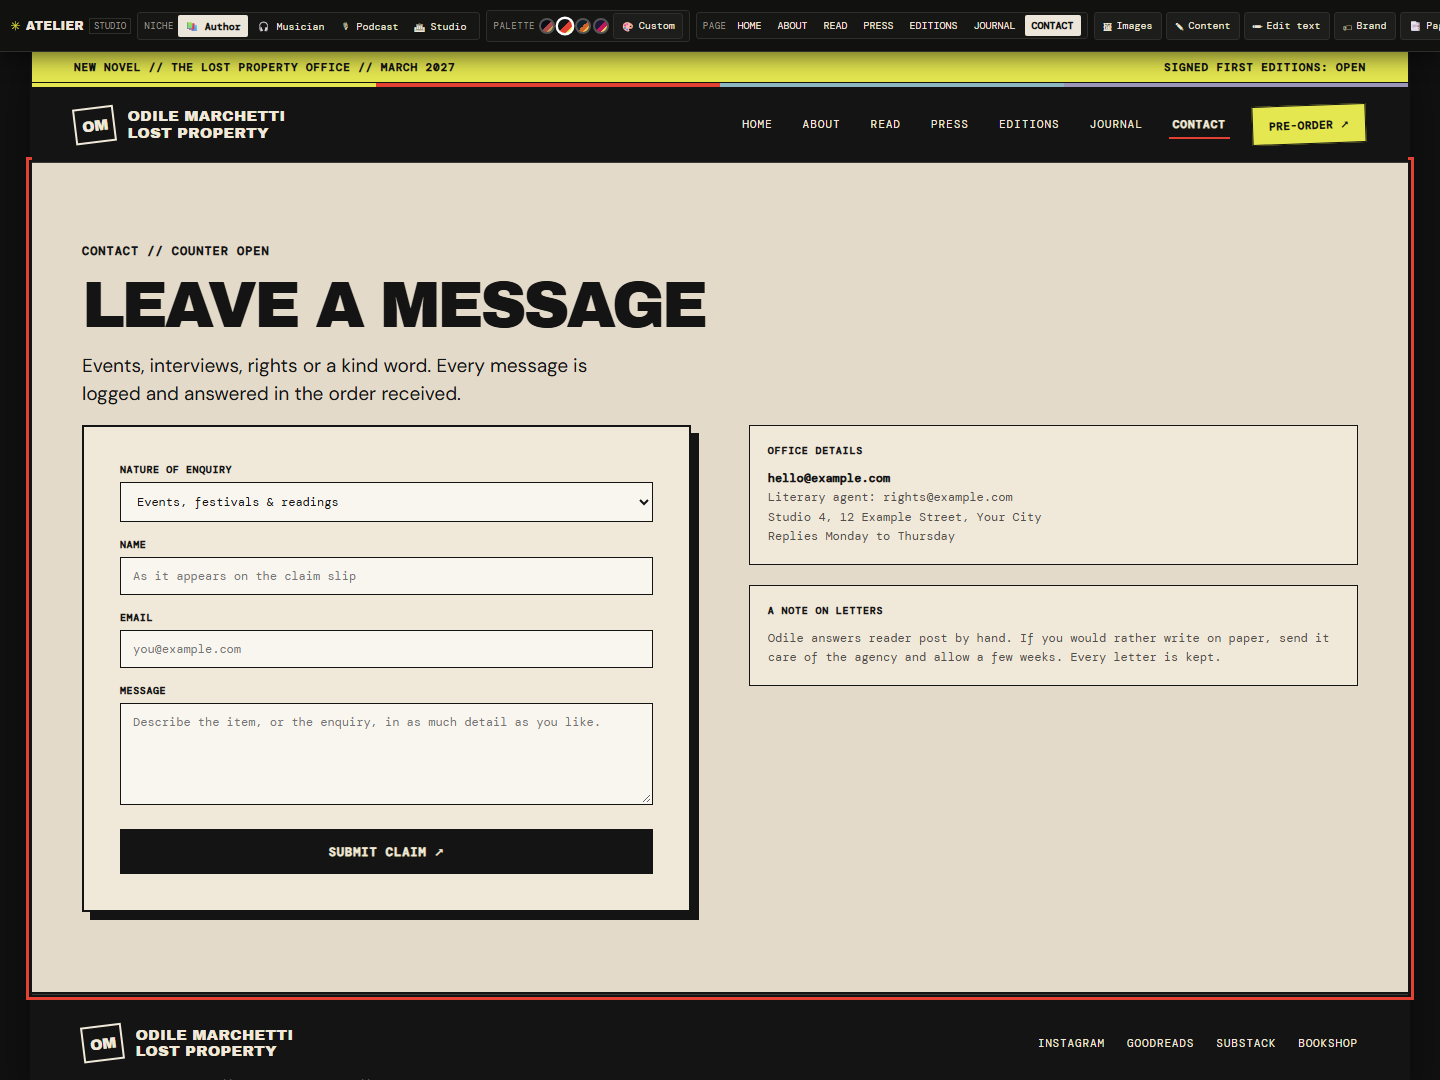 ATELIER STUDIO NICHE Author Musician Podcast Studio PALETTE Custom PAGE HOME ABOUT READ PRESS EDITIONS JOURNAL CONTACT Images Content Edit text Brand
NEW NOVEL // THE LOST PROPERTY OFFICE // MARCH 2027
SIGNED FIRST EDITIONS: OPEN
OM
ODILE MARCHETTI
LOST PROPERTY
HOME ABOUT READ PRESS EDITIONS JOURNAL CONTACT PRE-ORDER ↗
CONTACT // COUNTER OPEN
LEAVE A MESSAGE
Events, interviews, rights or a kind word. Every message is
logged and answered in the order received.
NATURE OF ENQUIRY
Events, festivals & readings
NAME
As it appears on the claim slip
EMAIL
you@example.com
MESSAGE
Describe the item, or the enquiry, in as much detail as you like.
SUBMIT CLAIM ↗
OFFICE DETAILS
hello@example.com
Literary agent: rights@example.com
Studio 4, 12 Example Street, Your City
Replies Monday to Thursday
A NOTE ON LETTERS
Odile answers reader post by hand. If you would rather write on paper, send it
care of the agency and allow a few weeks. Every letter is kept.
OM
ODILE MARCHETTI
LOST PROPERTY
INSTAGRAM GOODREADS SUBSTACK BOOKSHOP